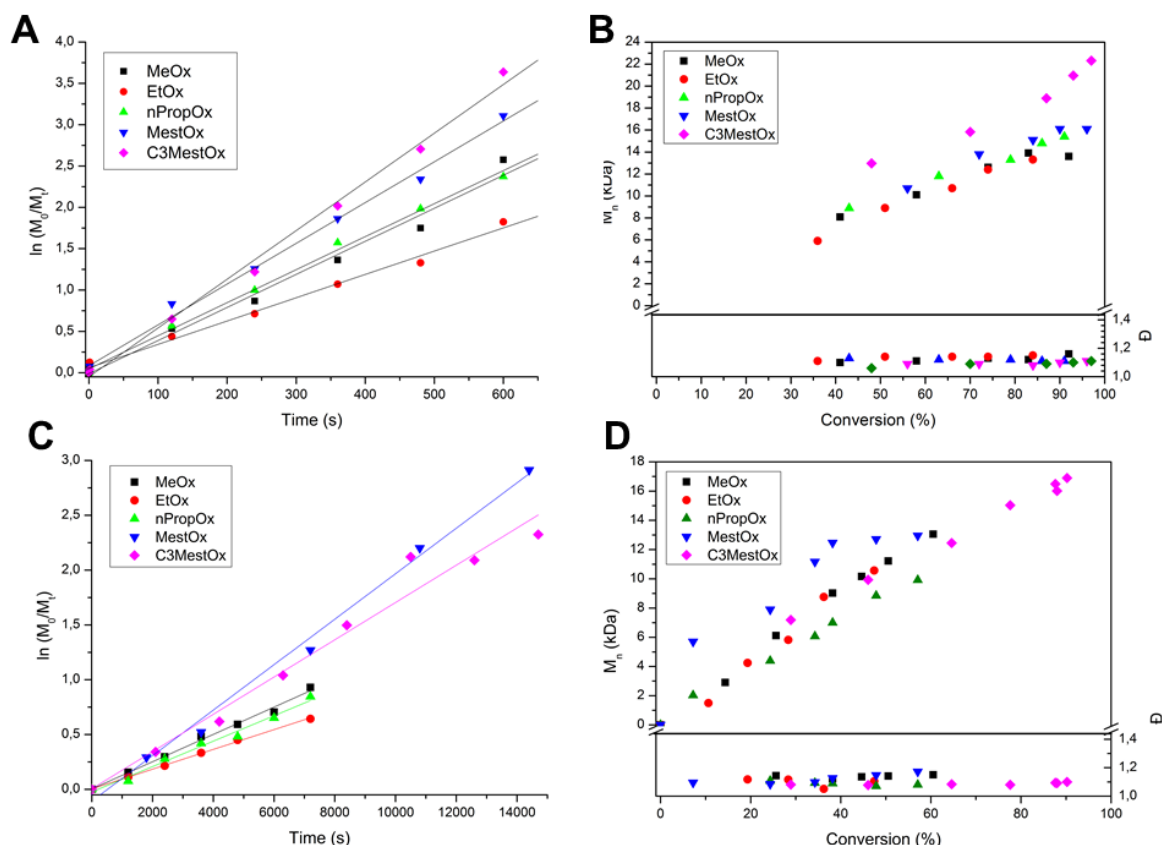 A
4,0
3,5
3,0
2,5
2,0
1,5
1,0
0,5
0,0
ln (M0/Mt)
MeOx
EtOx
nPropOx
MestOx
C3MestOx
0 100 200 300 400 500 600
Time (s)
B
24
22
20
18
16
14
12
10
8
6
4
2
0
Mn (kDa)
MeOx
EtOx
nPropOx
MestOx
C3MestOx
1,4
1,2
1,0
Đ
0 10 20 30 40 50 60 70 80 90 100
Conversion (%)
C
3,0
2,5
2,0
1,5
1,0
0,5
0,0
ln (M0/Mt)
MeOx
EtOx
nPropOx
MestOx
C3MestOx
0 2000 4000 6000 8000 10000 12000 14000
Time (s)
D
18
16
14
12
10
8
6
4
2
0
Mn (kDa)
MeOx
EtOx
nPropOx
MestOx
C3MestOx
1,4
1,2
1,0
Đ
0 20 40 60 80 100
Conversion (%)